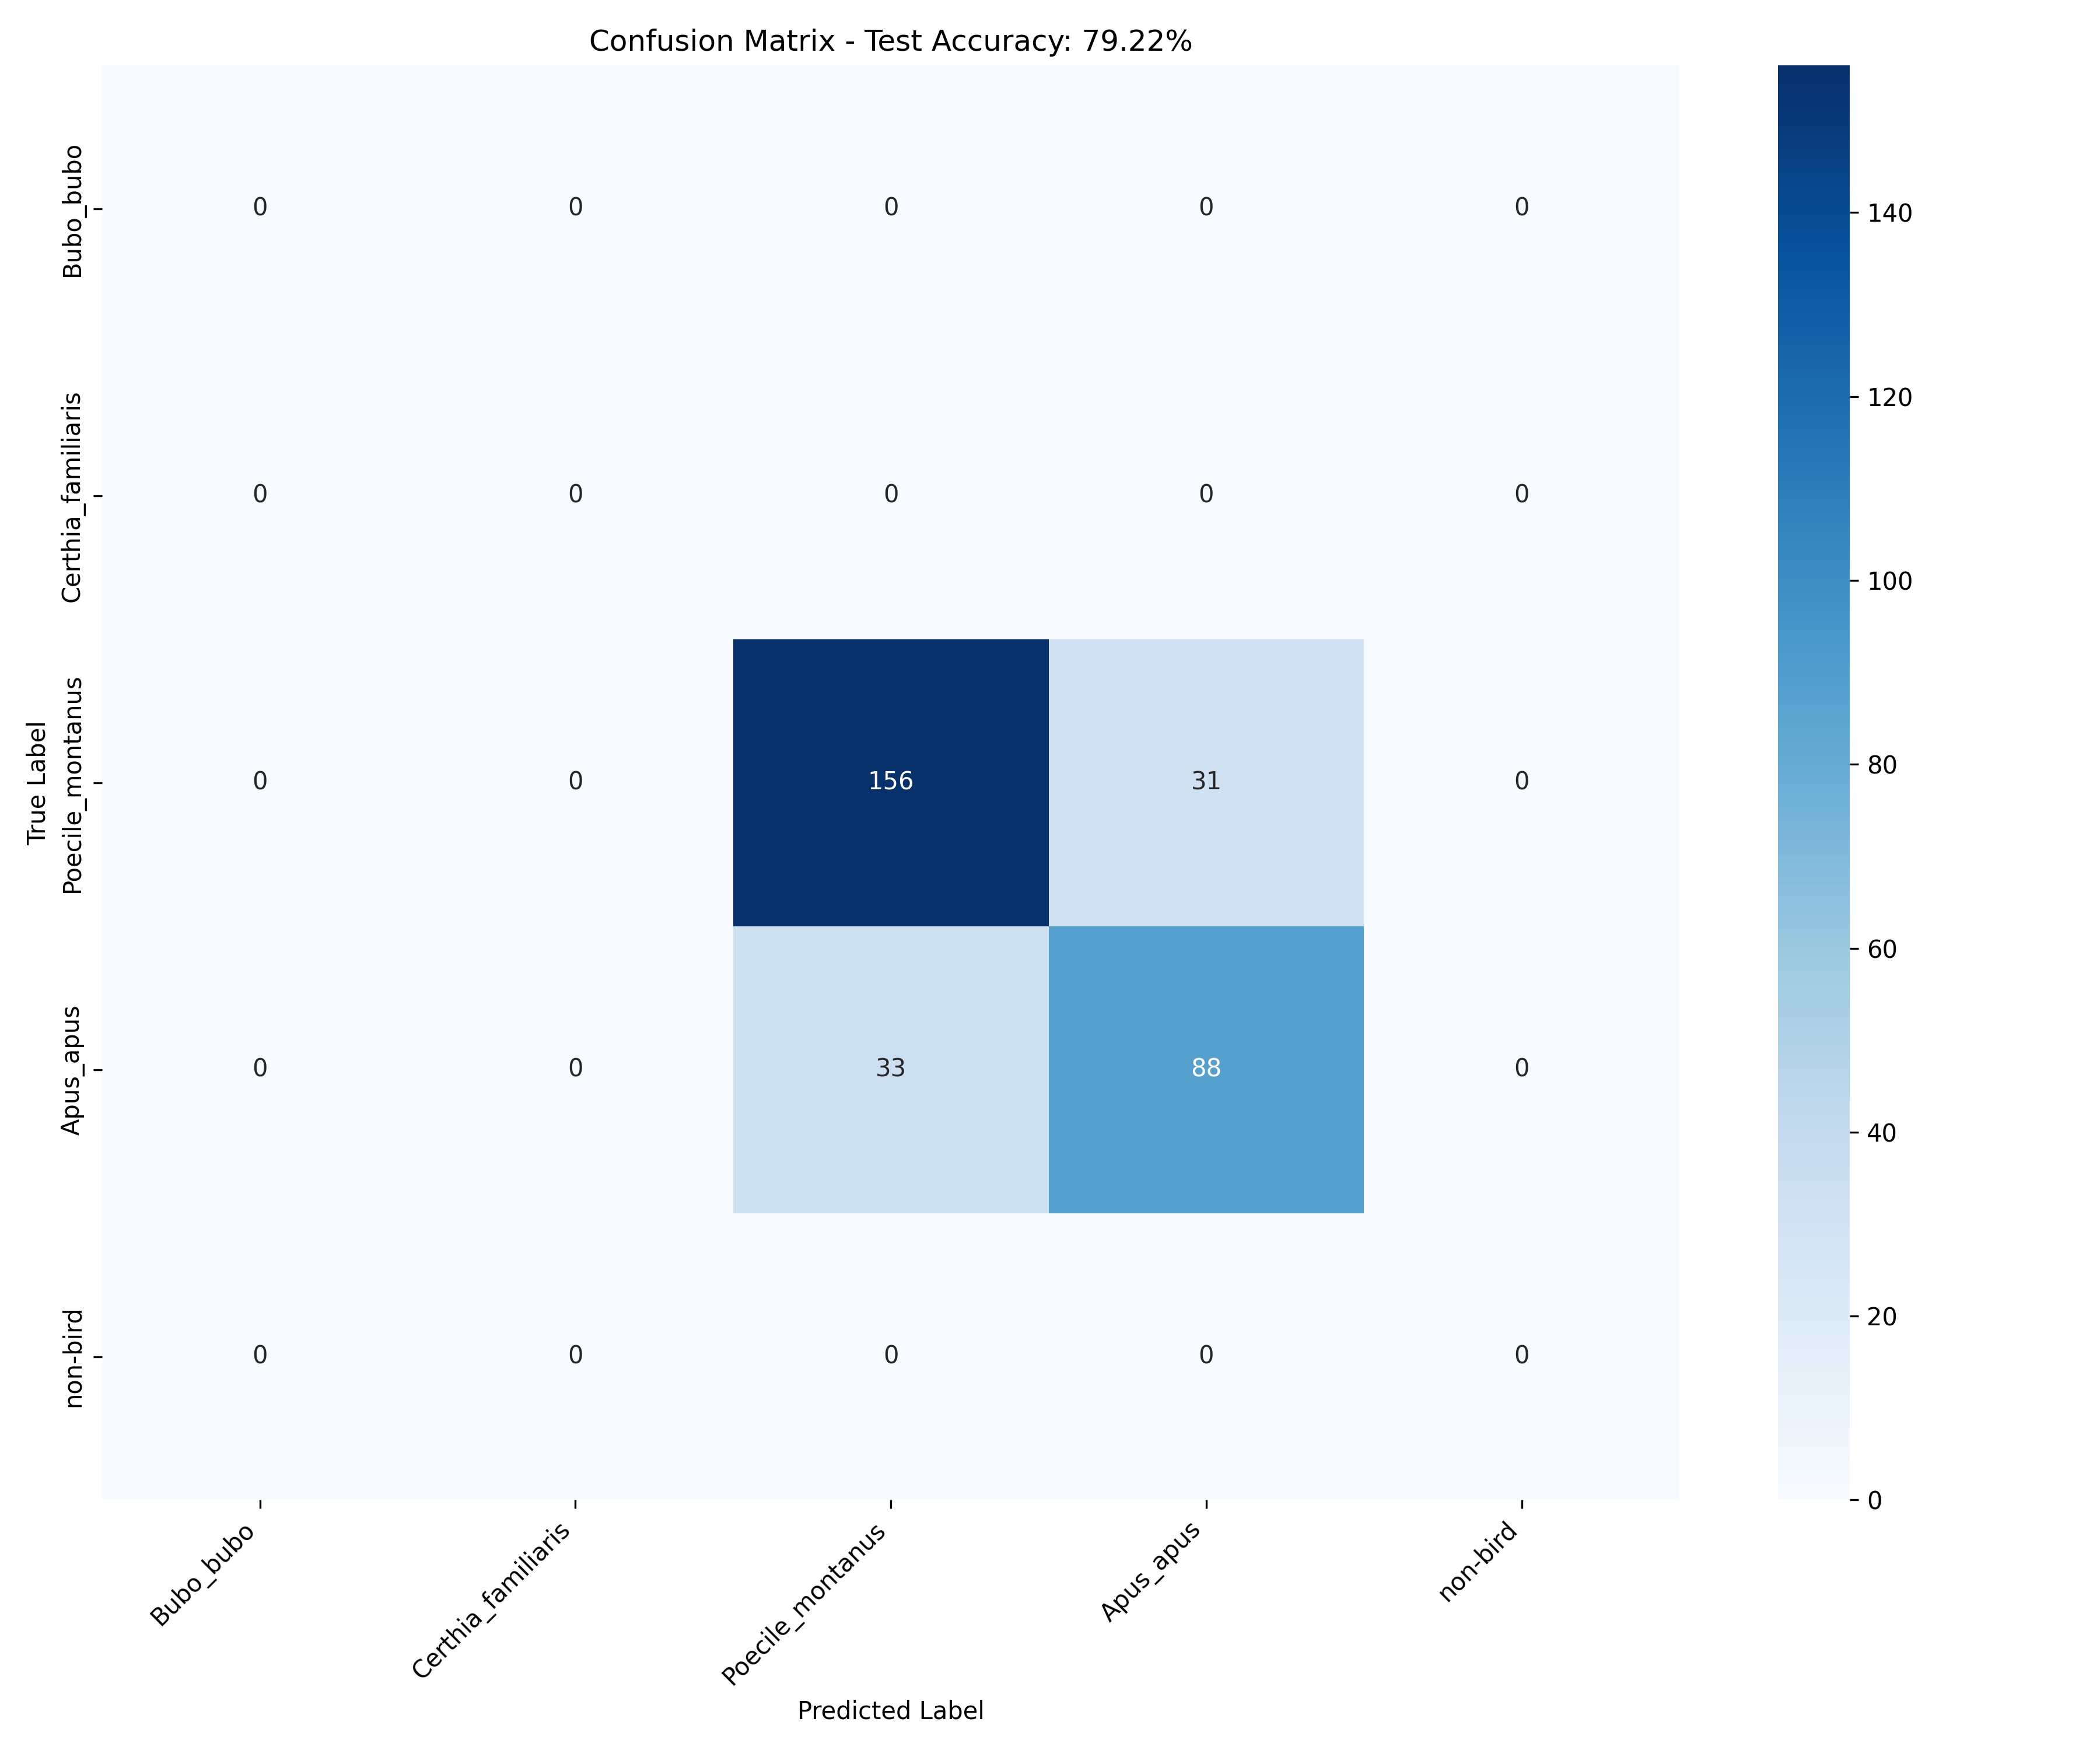 Confusion Matrix - Test Accuracy: 79.22%
True Label
Bubo_bubo
0 0 0 0 0
Certhia_familiaris
0 0 0 0 0
Poecile_montanus
0 0 156 31 0
Apus_apus
0 0 33 88 0
non-bird
0 0 0 0 0
Bubo_bubo
Certhia_familiaris
Poecile_montanus
Apus_apus
non-bird
Predicted Label
140
120
100
80
60
40
20
0